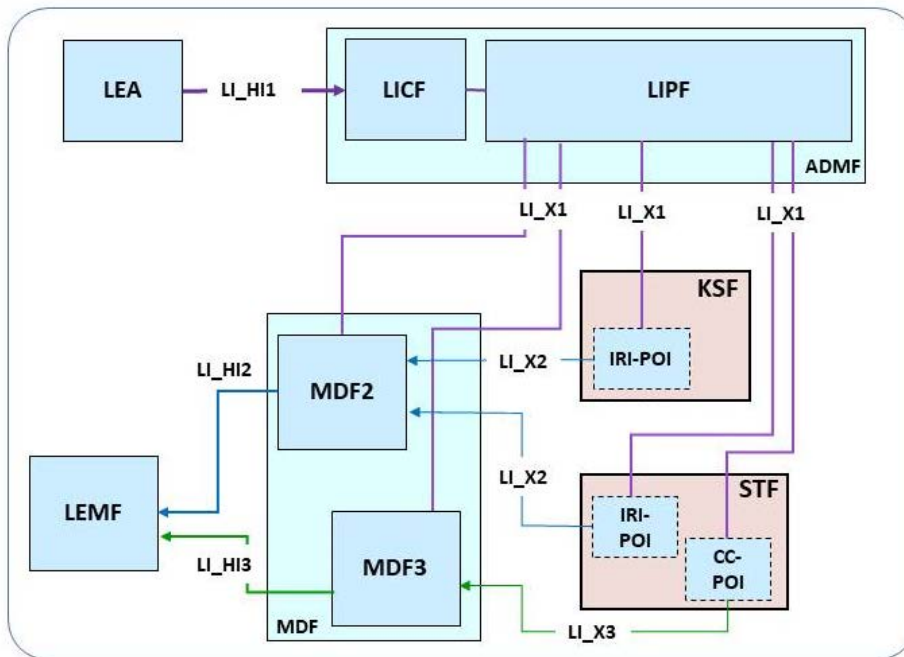 LEA
LI_HI1
LICF
LIPF
ADMF
LI_X1
LI_X1
LI_X1
KSF
IRI-POI
LI_X2
LI_HI2
MDF2
LI_X2
STF
IRI-
POI
CC-
POI
LEMF
LI_HI3
MDF3
MDF
LI_X3